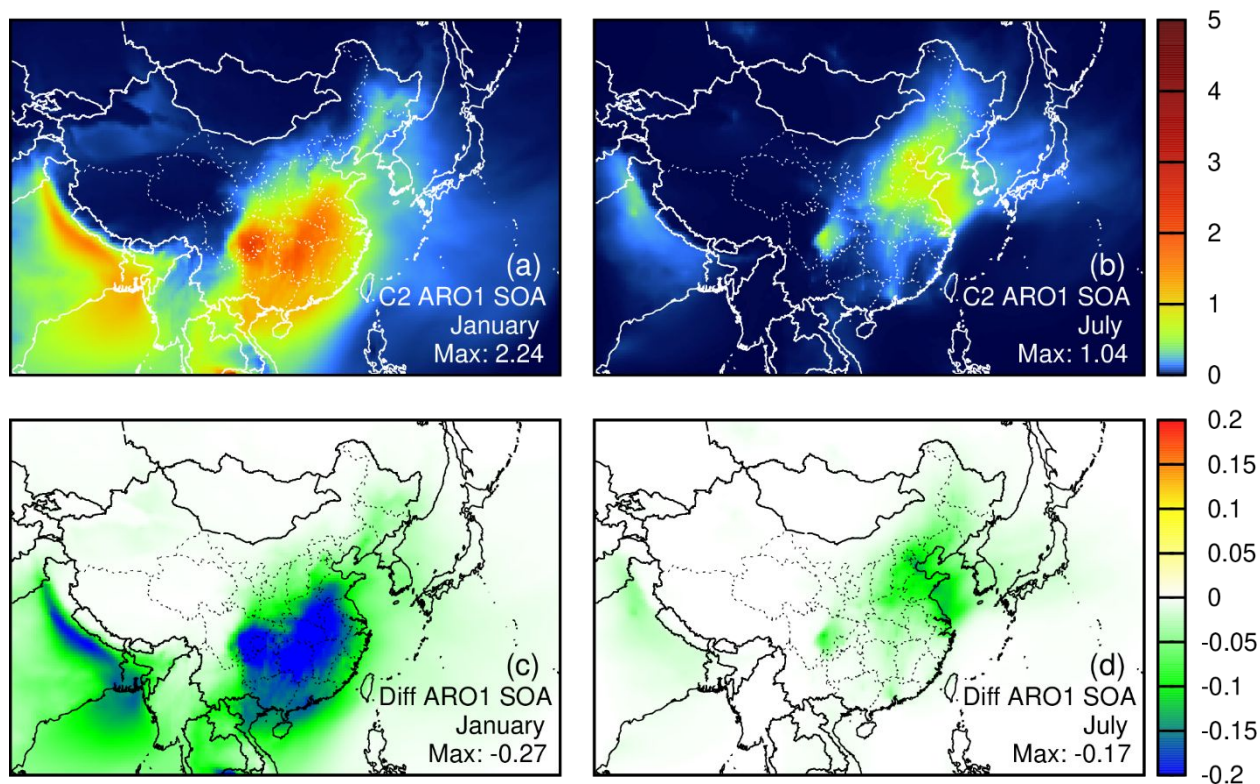 (a)
C2 ARO1 SOA
January
Max: 2.24
(b)
C2 ARO1 SOA
July
Max: 1.04
5
4
3
2
1
0
(c)
Diff ARO1 SOA
January
Max: -0.27
(d)
Diff ARO1 SOA
July
Max: -0.17
0.2
0.15
0.1
0.05
0
-0.05
-0.1
-0.15
-0.2